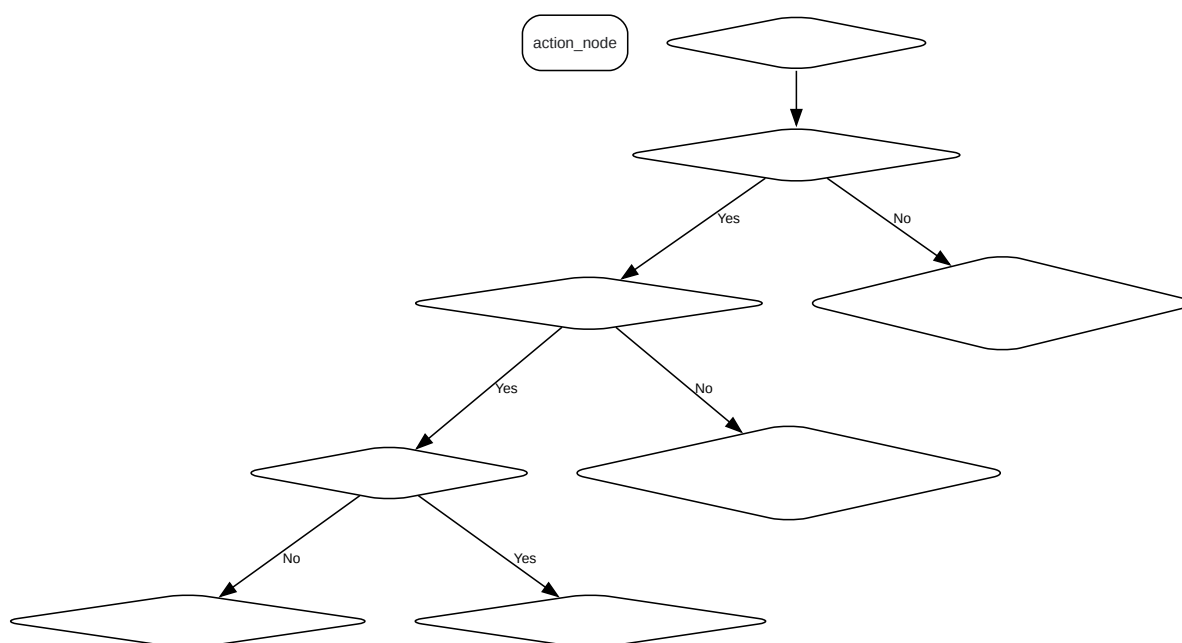 action_node
Yes
No
Yes
No
No
Yes